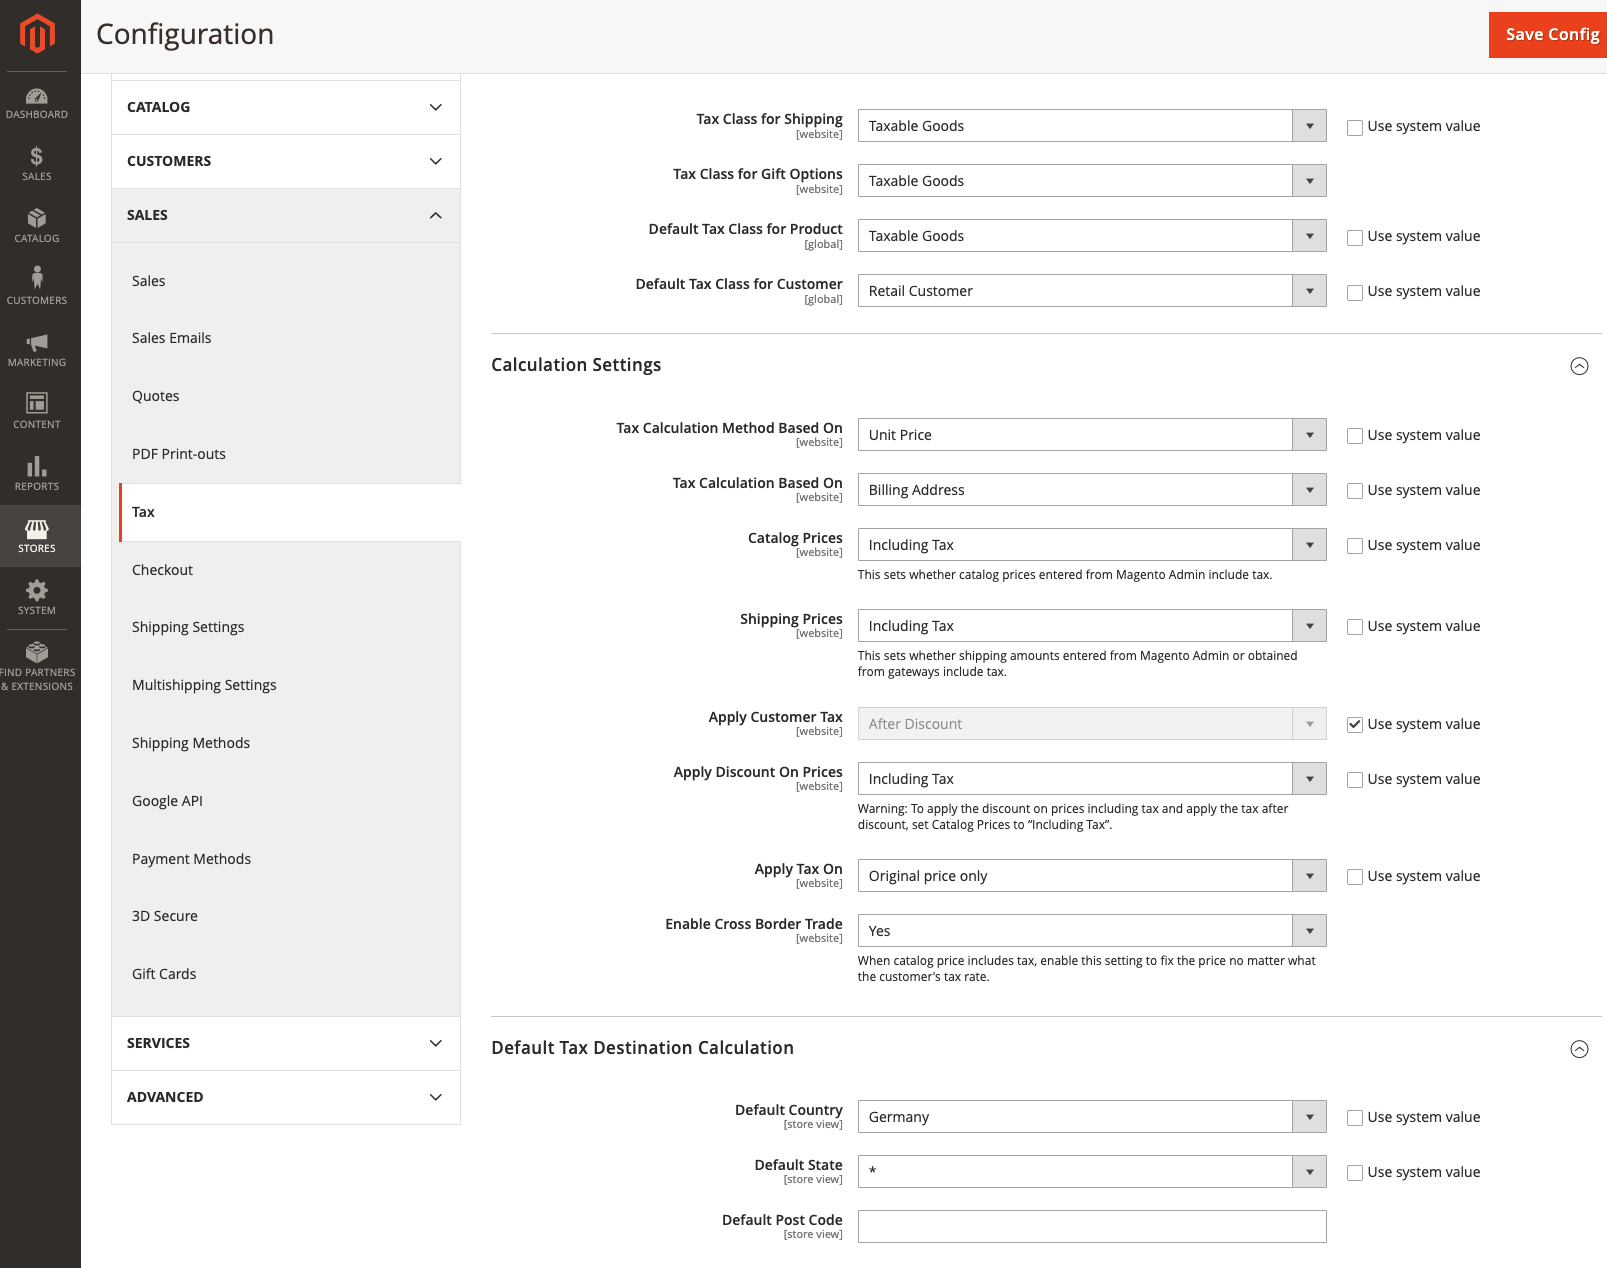 Configuration
Save Config
DASHBOARD
SALES
CATALOG
CUSTOMERS
MARKETING
CONTENT
REPORTS
STORES
SYSTEM
FIND PARTNERS
& EXTENSIONS
CATALOG
CUSTOMERS
SALES
Sales
Sales Emails
Quotes
PDF Print-outs
Tax
Checkout
Shipping Settings
Multishipping Settings
Shipping Methods
Google API
Payment Methods
3D Secure
Gift Cards
SERVICES
ADVANCED
Tax Class for Shipping
[website]
Taxable Goods
Use system value
Tax Class for Gift Options
[website]
Taxable Goods
Default Tax Class for Product
[global]
Taxable Goods
Use system value
Default Tax Class for Customer
[global]
Retail Customer
Use system value
Calculation Settings
Tax Calculation Method Based On
[website]
Unit Price
Use system value
Tax Calculation Based On
[website]
Billing Address
Use system value
Catalog Prices
[website]
Including Tax
Use system value
This sets whether catalog prices entered from Magento Admin include tax.
Shipping Prices
[website]
Including Tax
Use system value
This sets whether shipping amounts entered from Magento Admin or obtained
from gateways include tax.
Apply Customer Tax
[website]
After Discount
Use system value
Apply Discount On Prices
[website]
Including Tax
Use system value
Warning: To apply the discount on prices including tax and apply the tax after
discount, set Catalog Prices to “Including Tax”.
Apply Tax On
[website]
Original price only
Use system value
Enable Cross Border Trade
[website]
Yes
When catalog price includes tax, enable this setting to fix the price no matter what
the customer's tax rate.
Default Tax Destination Calculation
Default Country
[store view]
Germany
Use system value
Default State
[store view]
*
Use system value
Default Post Code
[store view]